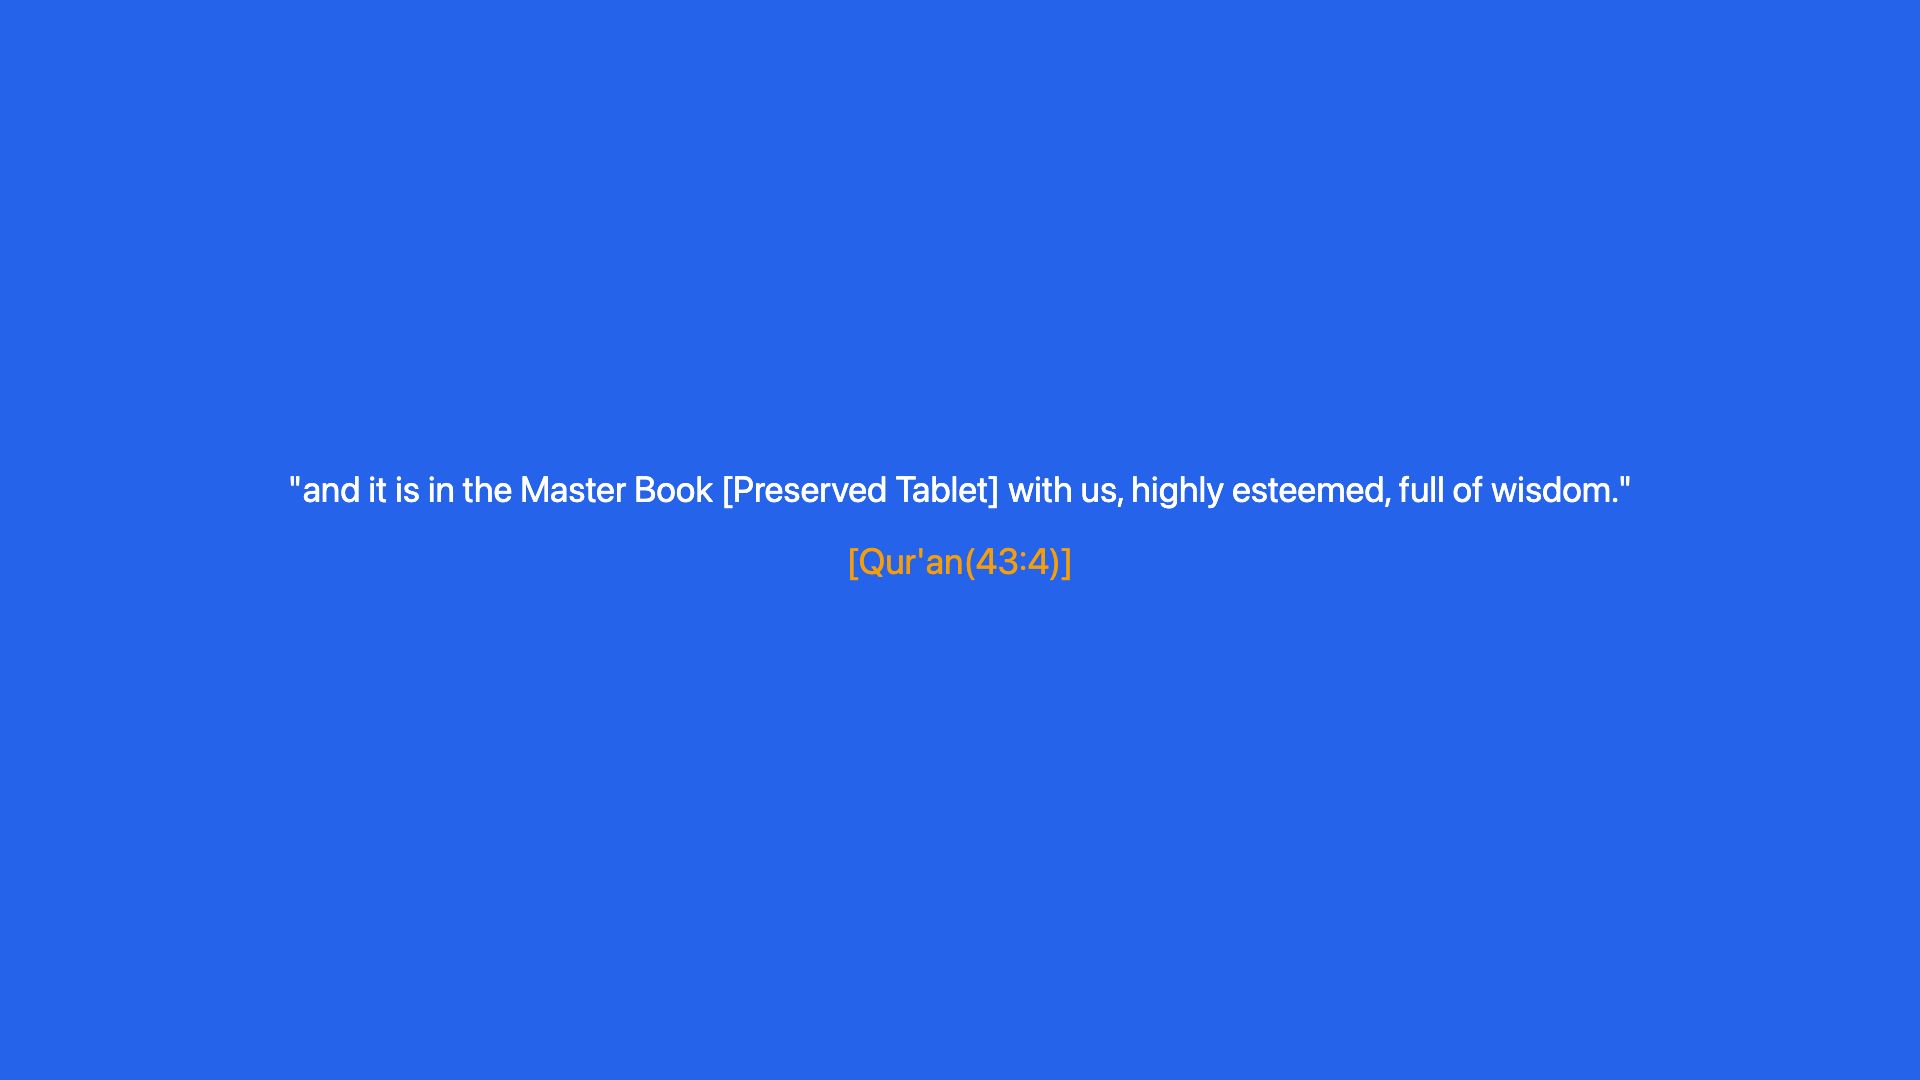 "and it is in the Master Book [Preserved Tablet] with us, highly esteemed, full of wisdom."
[Qur'an(43:4)]